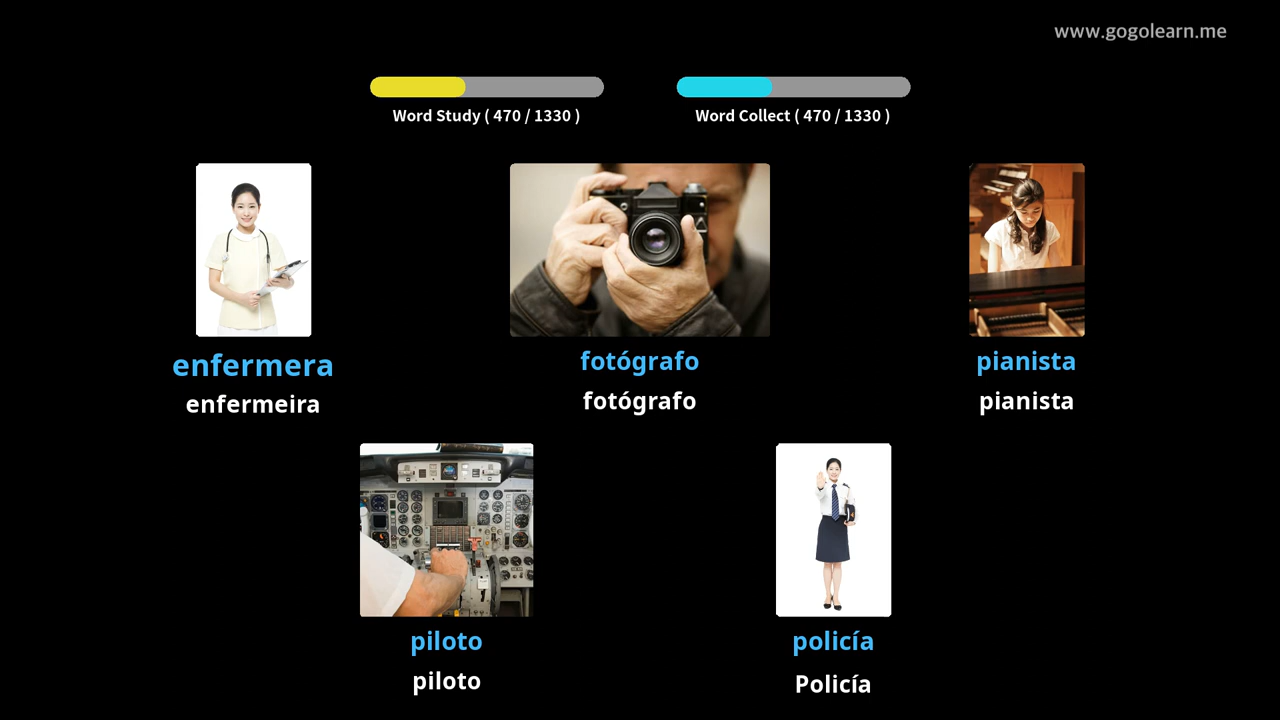 www.gogolearn.me
Word Study ( 470 / 1330 )
Word Collect ( 470 / 1330 )
enfermera
enfermeira
fotógrafo
fotógrafo
pianista
pianista
piloto
piloto
policía
Policía